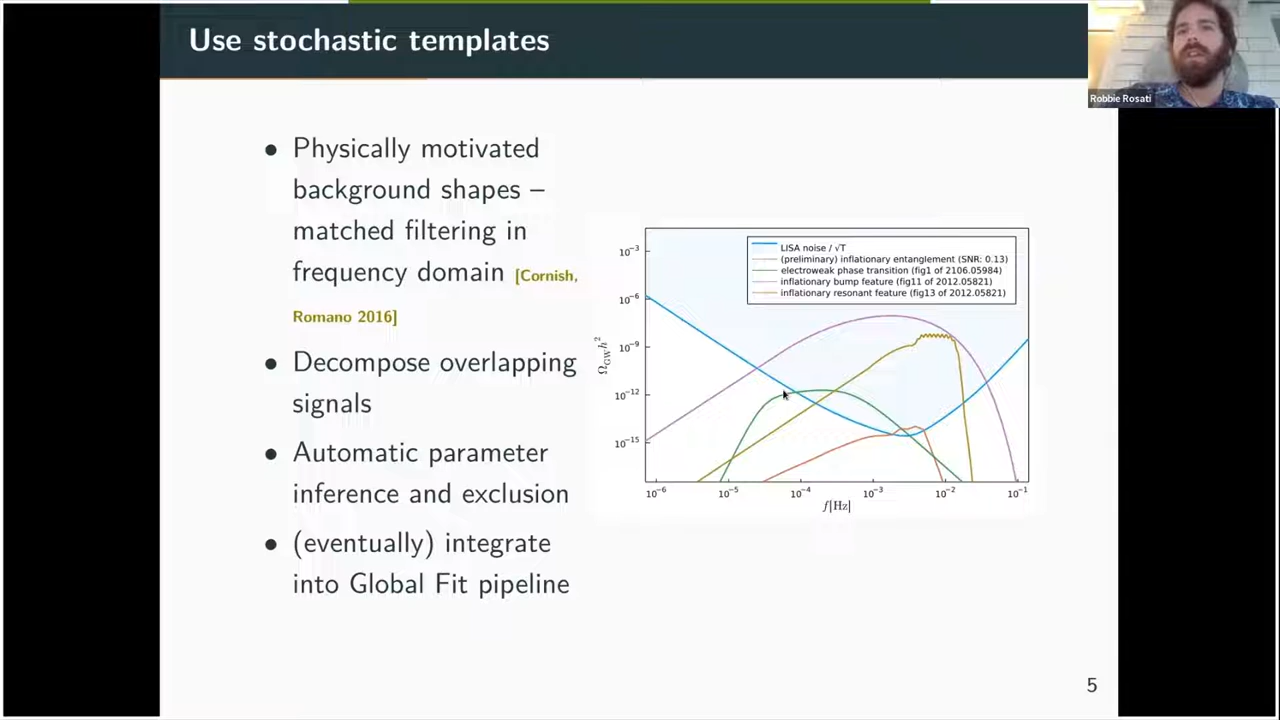 Use stochastic templates
Robbie Rosati
• Physically motivated
background shapes –
matched filtering in
frequency domain [Cornish,
Romano 2016]
• Decompose overlapping
signals
• Automatic parameter
inference and exclusion
• (eventually) integrate
into Global Fit pipeline
LISA noise / √T
(preliminary) inflationary entanglement (SNR: 0.13)
electroweak phase transition (fig1 of 2106.05984)
inflationary bump feature (fig11 of 2012.05821)
inflationary resonant feature (fig13 of 2012.05821)
10⁻³
10⁻⁶
10⁻⁹
10⁻¹²
10⁻¹⁵
Ω_GW h²
10⁻⁶ 10⁻⁵ 10⁻⁴ 10⁻³ 10⁻² 10⁻¹
f[Hz]
5